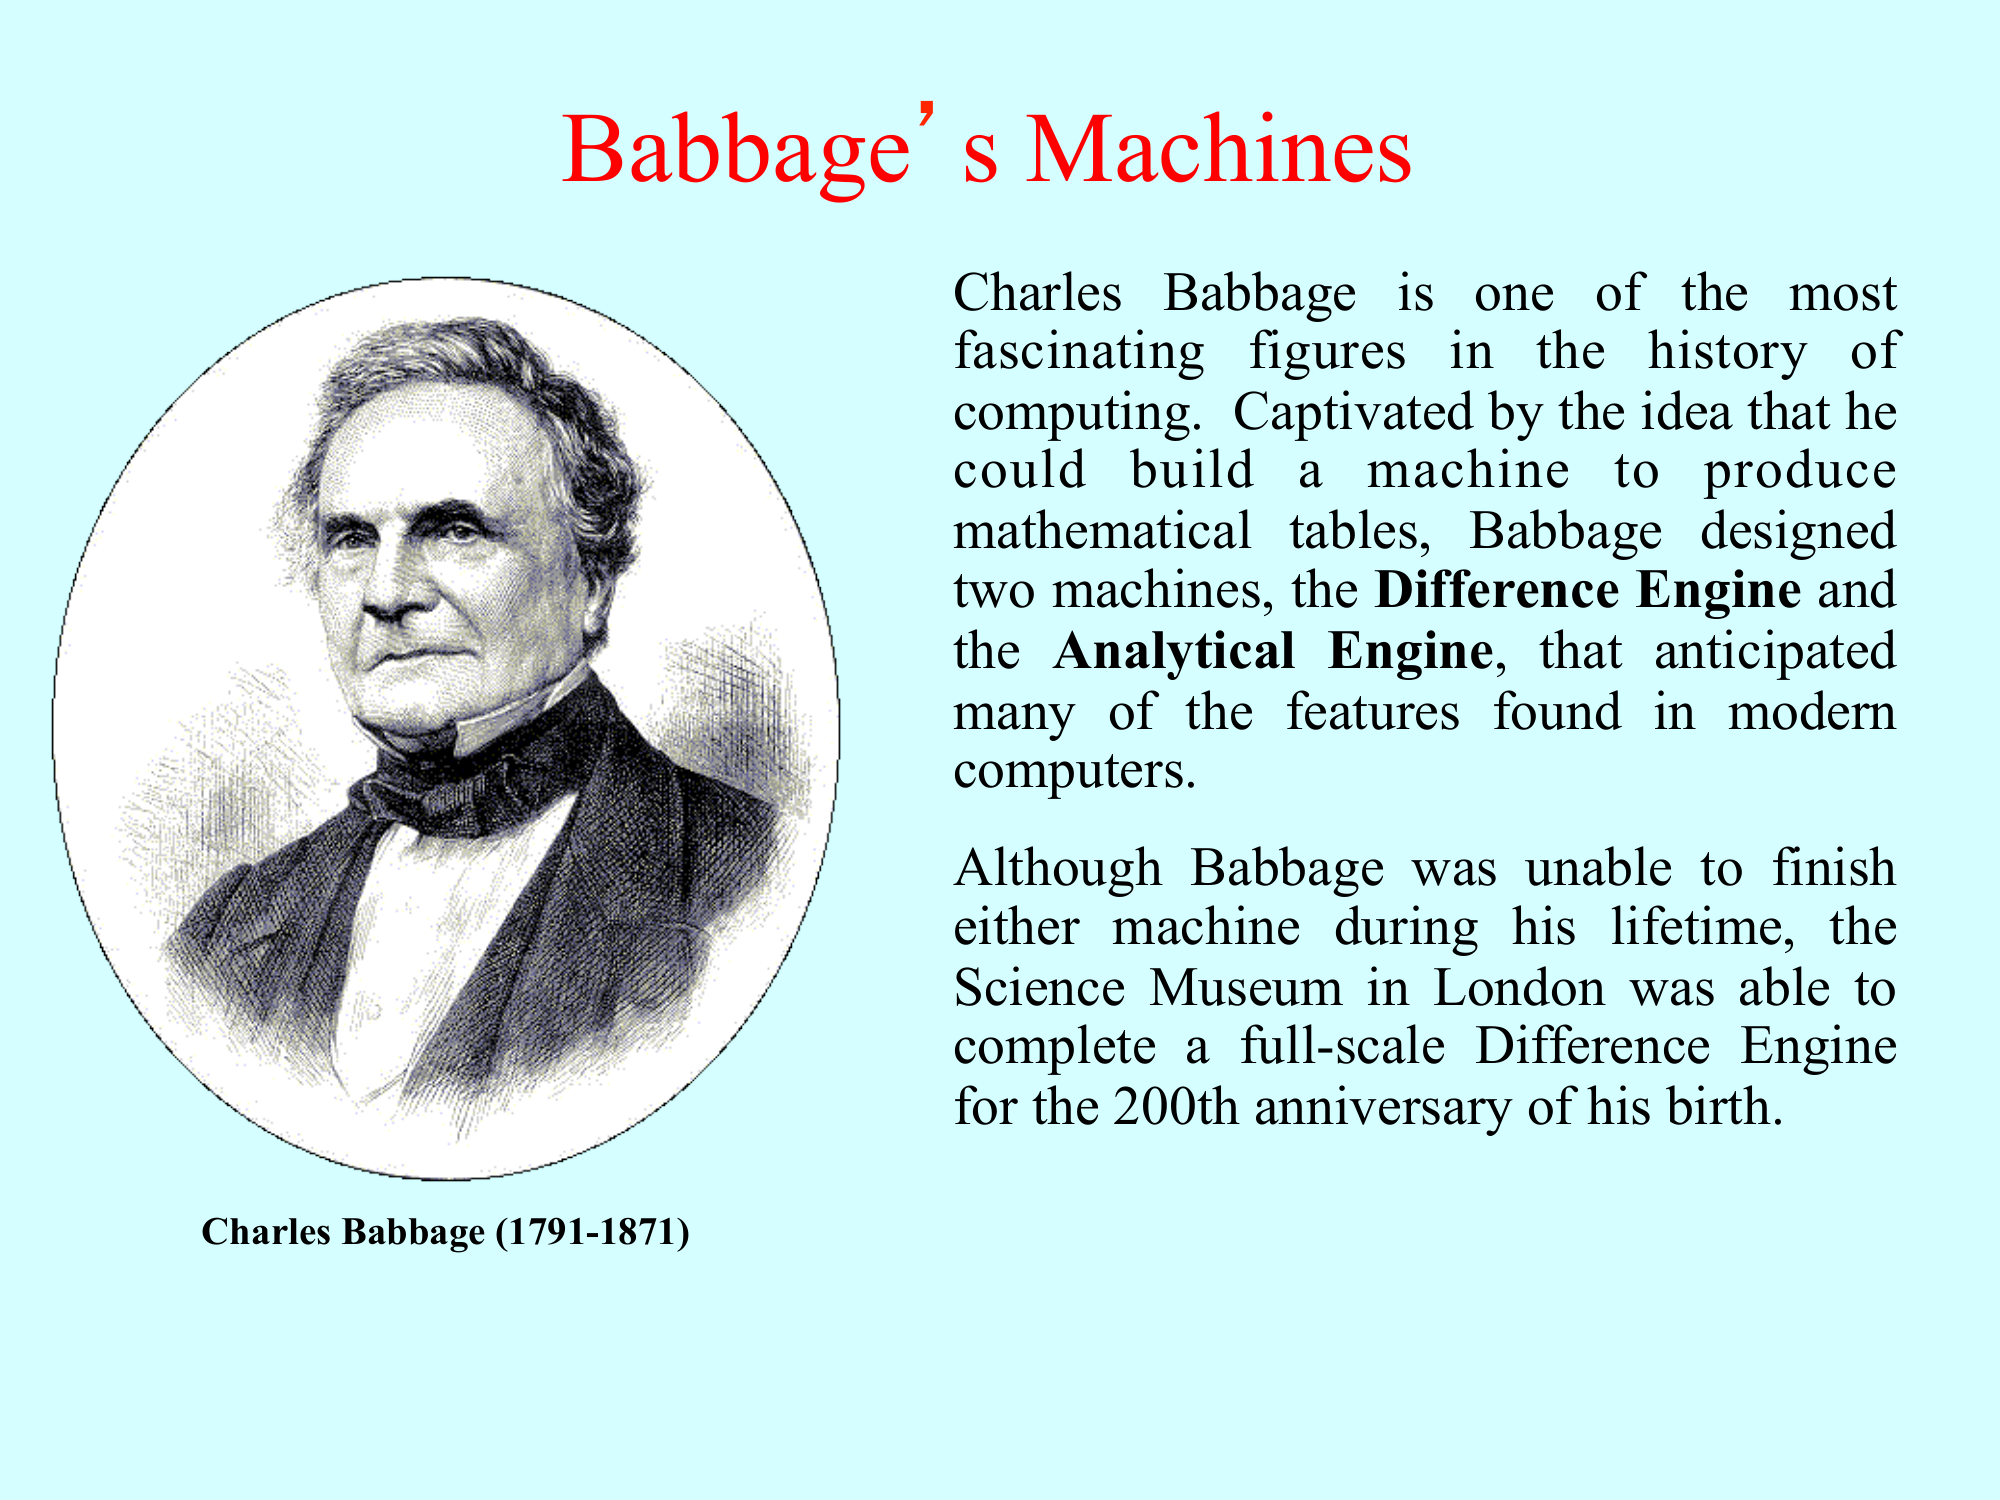 Babbage’s Machines
Charles Babbage is one of the most
fascinating figures in the history of
computing.  Captivated by the idea that he
could build a machine to produce
mathematical tables, Babbage designed
two machines, the Difference Engine and
the Analytical Engine, that anticipated
many of the features found in modern
computers.
Although Babbage was unable to finish
either machine during his lifetime, the
Science Museum in London was able to
complete a full-scale Difference Engine
for the 200th anniversary of his birth.
Charles Babbage (1791-1871)